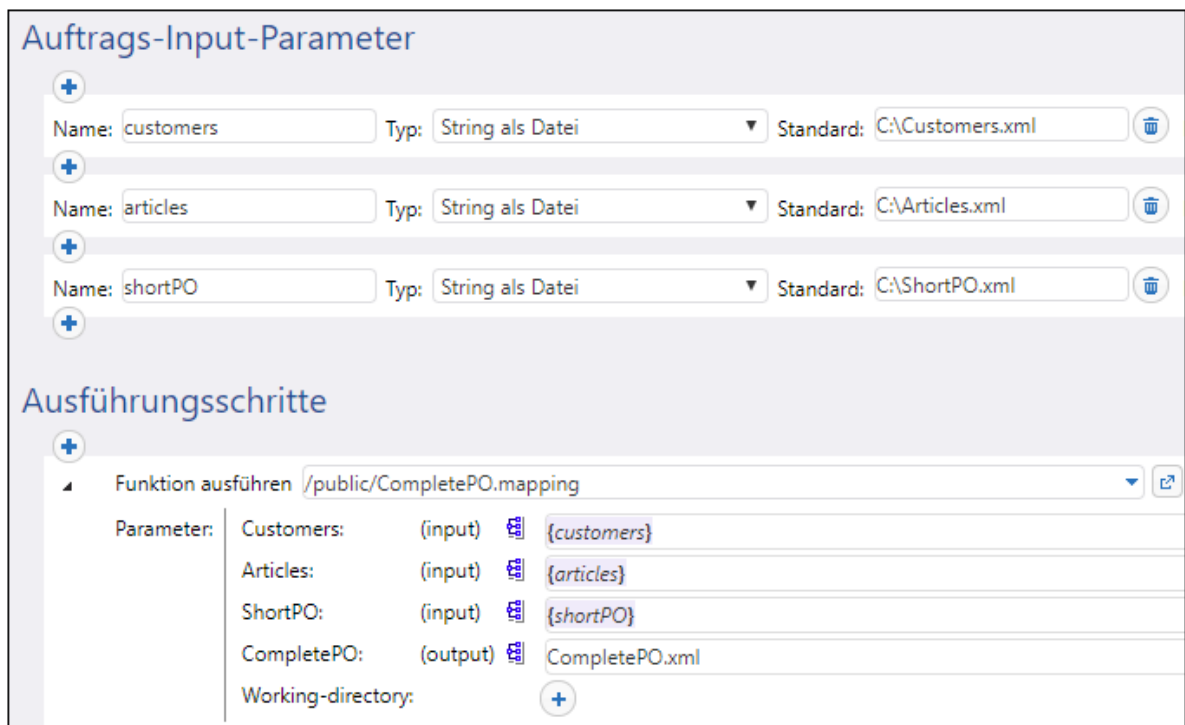 Auftrags-Input-Parameter
Name: customers Typ: String als Datei Standard: C:\Customers.xml
Name: articles Typ: String als Datei Standard: C:\Articles.xml
Name: shortPO Typ: String als Datei Standard: C:\ShortPO.xml
Ausführungsschritte
Funktion ausführen /public/CompletePO.mapping
Parameter: Customers: (input) {customers}
Articles: (input) {articles}
ShortPO: (input) {shortPO}
CompletePO: (output) CompletePO.xml
Working-directory: